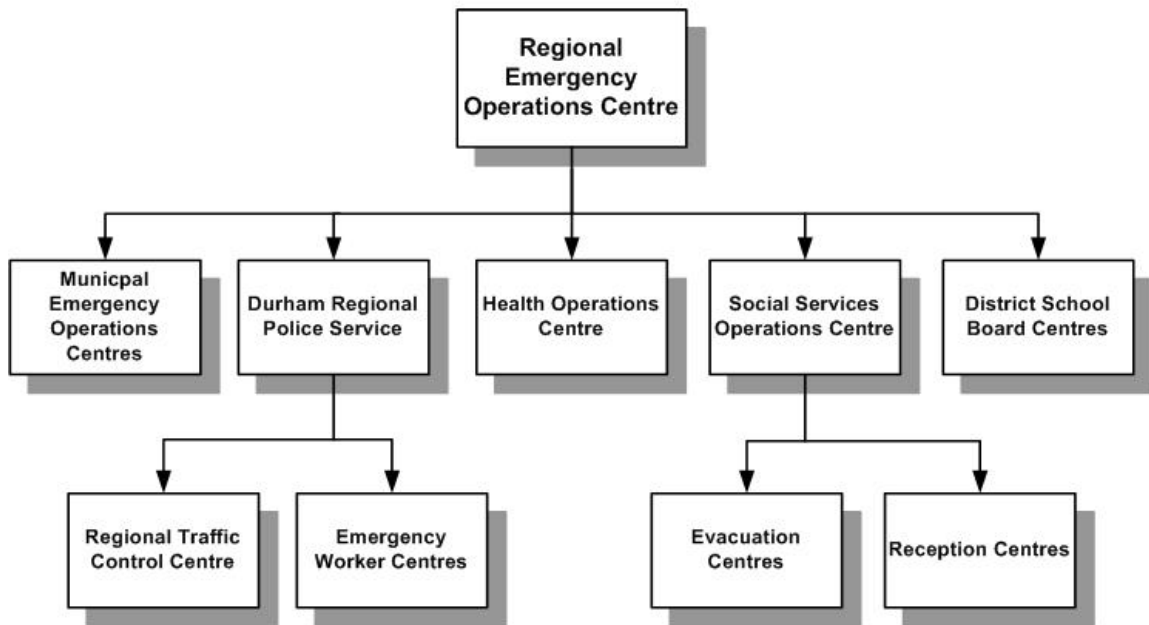 Regional
Emergency
Operations Centre
Municpal
Emergency
Operations
Centres
Durham Regional
Police Service
Health Operations
Centre
Social Services
Operations Centre
District School
Board Centres
Regional Traffic
Control Centre
Emergency
Worker Centres
Evacuation
Centres
Reception Centres